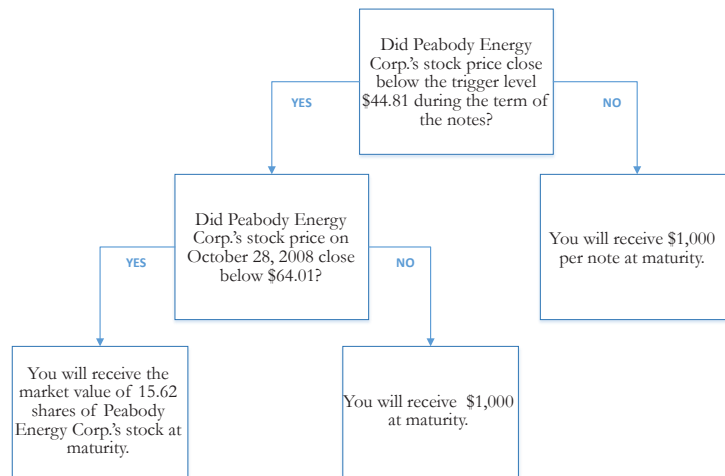 Did Peabody Energy
Corp.'s stock price close
below the trigger level
$44.81 during the term of
the notes?
YES
NO
Did Peabody Energy
Corp.'s stock price on
October 28, 2008 close
below $64.01?
You will receive $1,000
per note at maturity.
YES
NO
You will receive the
market value of 15.62
shares of Peabody
Energy Corp.'s stock at
maturity.
You will receive $1,000
at maturity.